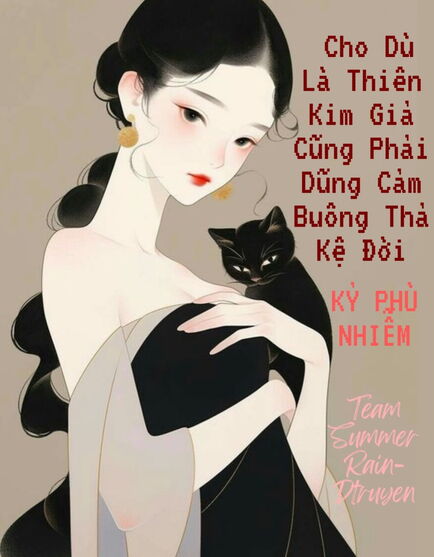 Cho Dù
Là Thiên
Kim Giả
Cũng Phải
Dũng Cảm
Buông Thả
Kệ Đời
KỲ PHÙ
NHIỄM
Team
Summer
Rain-
Dtruyen